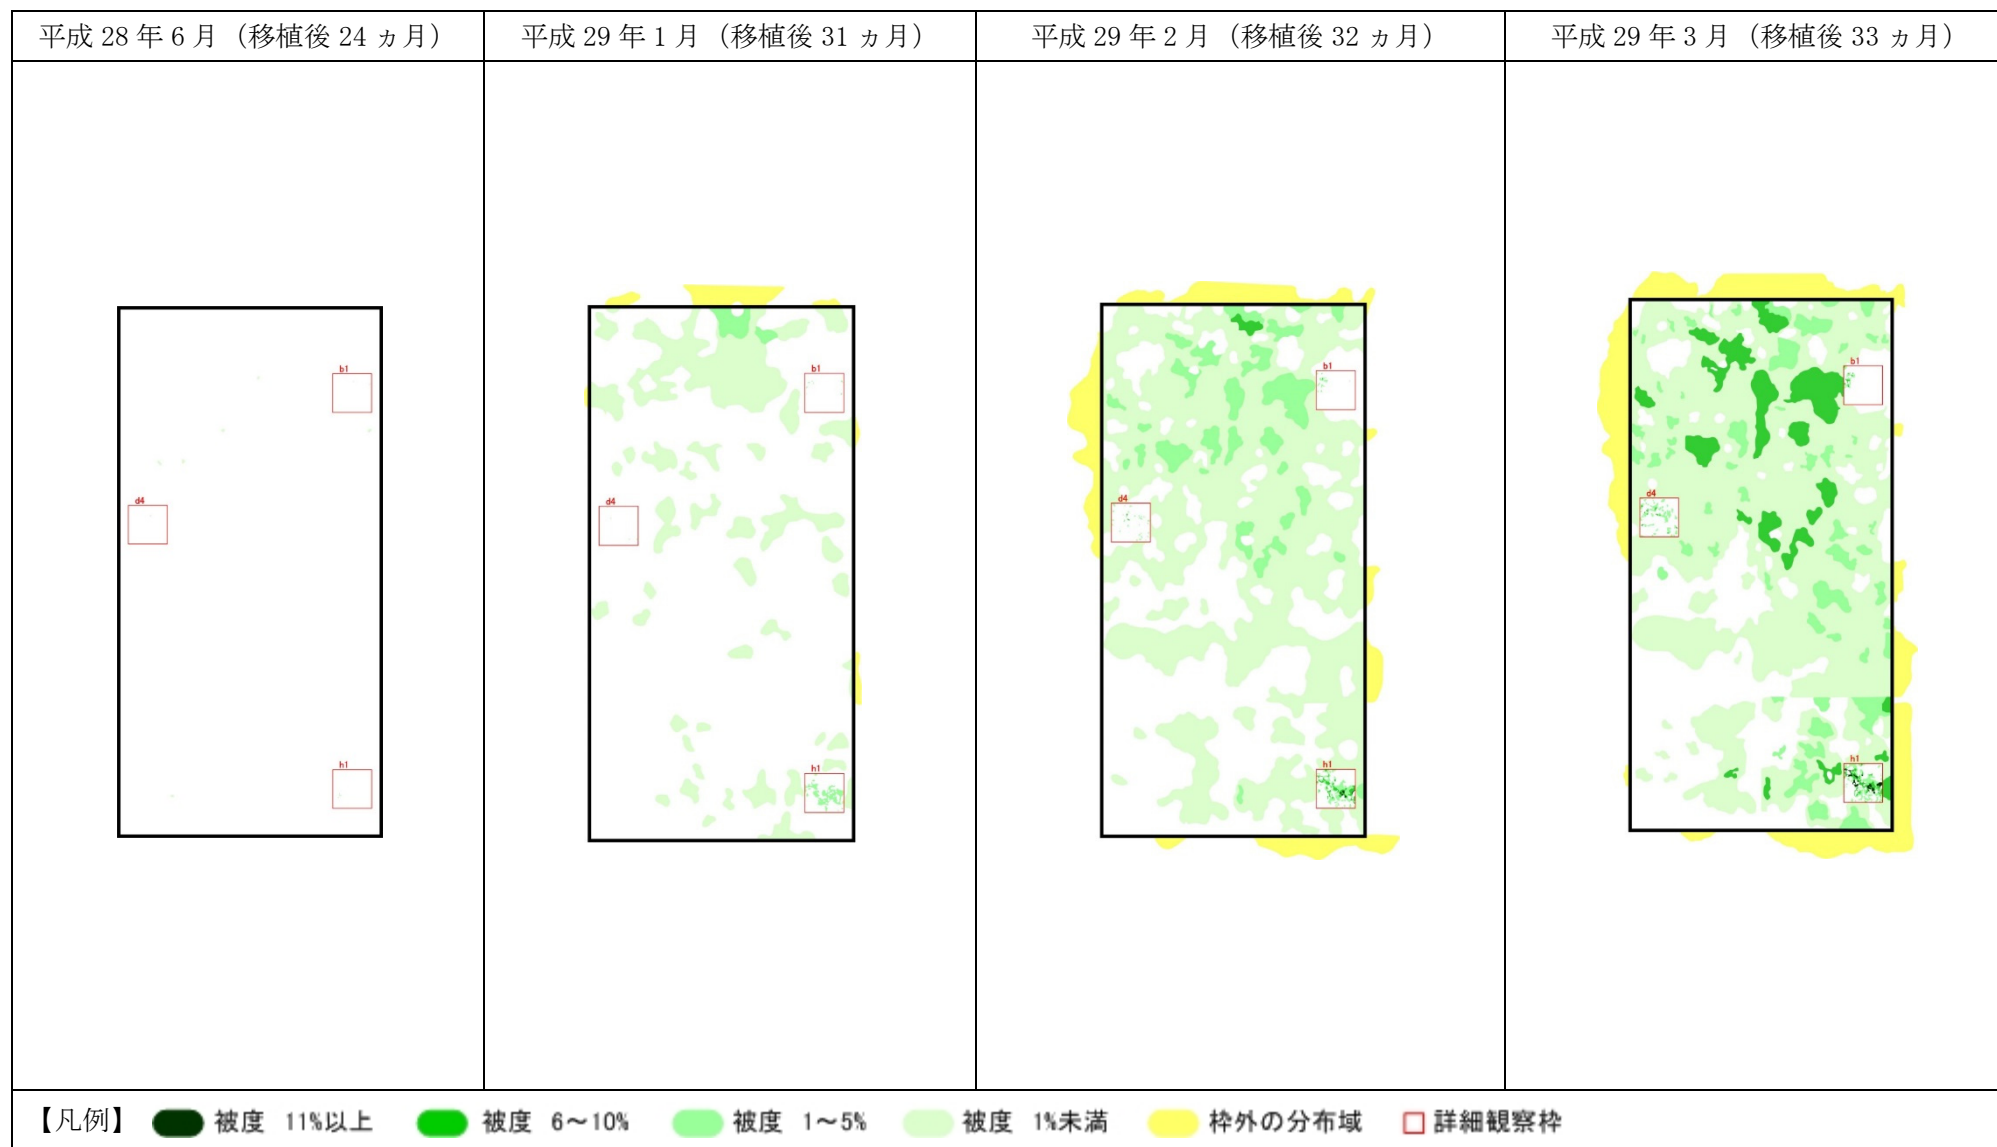 平成 28 年 6 月（移植後 24 ヵ月）
平成 29 年 1 月（移植後 31 ヵ月）
平成 29 年 2 月（移植後 32 ヵ月）
平成 29 年 3 月（移植後 33 ヵ月）
b1
d4
h1
b1
d4
h1
b1
d4
h1
b1
d4
h1
【凡例】 被度 11%以上 被度 6～10% 被度 1～5% 被度 1%未満 枠外の分布域 詳細観察枠